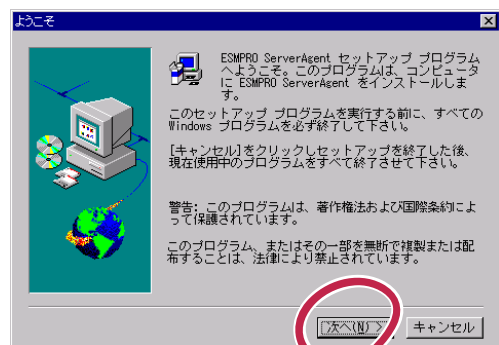 ようこそ
ESMPRO ServerAgent セットアップ プログラム
へようこそ。このプログラムは、コンピュータ
に ESMPRO ServerAgent をインストールしま
す。
このセットアップ プログラムを実行する前に、すべての
Windows プログラムを必ず終了して下さい。
[キャンセル]をクリックしセットアップを終了した後、
現在使用中のプログラムをすべて終了させて下さい。
警告: このプログラムは、著作権法および国際条約によ
って保護されています。
このプログラム、またはその一部を無断で複製または配
布することは、法律により禁止されています。
次へ(N) >
キャンセル